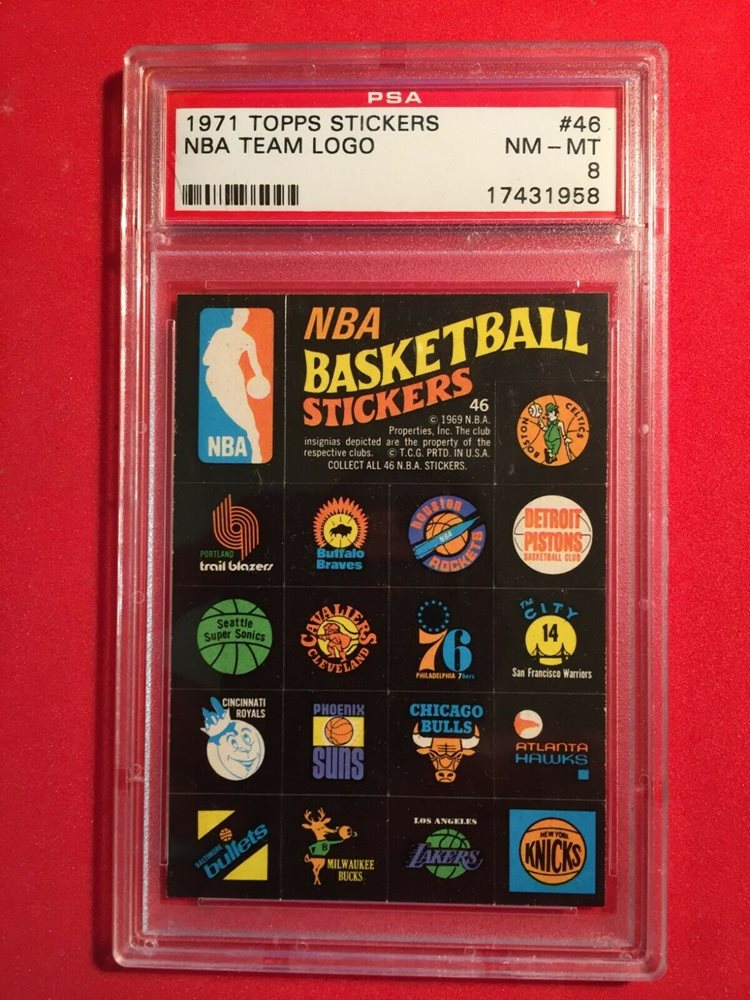 PSA
1971 TOPPS STICKERS #46
NBA TEAM LOGO NM - MT
8
17431958
NBA
NBA
BASKETBALL
STICKERS
46
© 1969 N.B.A.
Properties, Inc. The club
insignias depicted are the property of the
respective clubs. © T.C.G. PRTD. IN U.S.A.
COLLECT ALL 46 N.B.A. STICKERS.
BOSTON CELTICS
PORTLAND
trail blazers
Buffalo
Braves
houston
NBA
ROCKETS
DETROIT
PISTONS
BASKETBALL CLUB
Seattle
Super Sonics
CAVALIERS
CLEVELAND
76
PHILADELPHIA 76ers
The
CITY
14
San Francisco Warriors
CINCINNATI
ROYALS
PHOENIX
SUNS
CHICAGO
BULLS
ATLANTA
HAWKS
BALTIMORE
bullets
B
MILWAUKEE
BUCKS
LOS ANGELES
LAKERS
NEW YORK
KNICKS